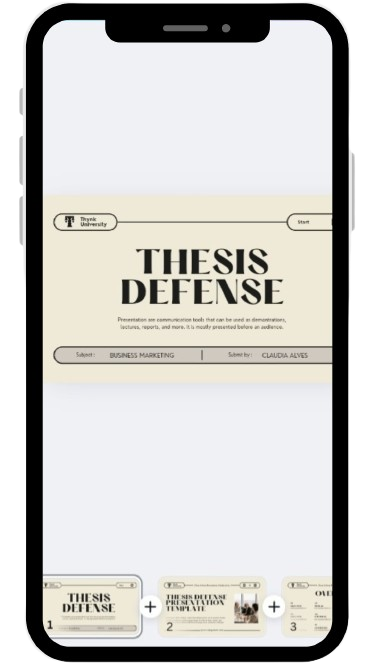 Thynk
University
Start
THESIS
DEFENSE
Presentation are communication tools that can be used as demonstrations,
lectures, reports, and more. It is mostly presented before an audience.
Subject : BUSINESS MARKETING Submit by : CLAUDIA ALVES
THESIS
DEFENSE
1
THESIS DEFENSE
PRESENTATION
TEMPLATE
2
3